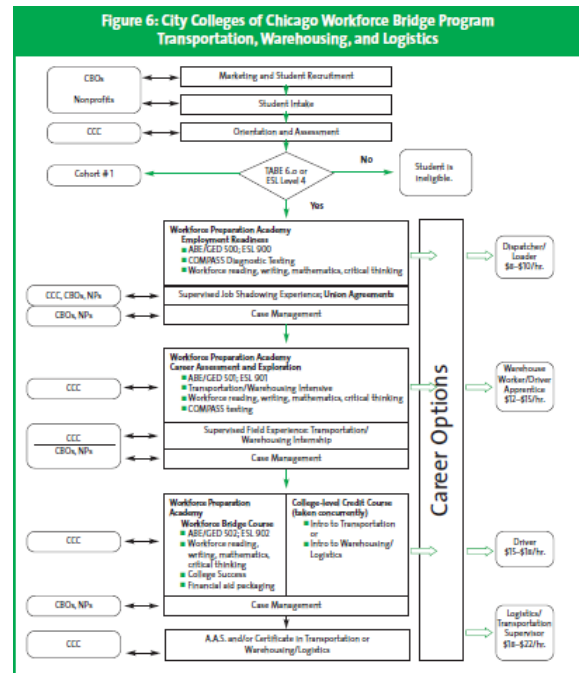 Figure 6: City Colleges of Chicago Workforce Bridge Program
Transportation, Warehousing, and Logistics
CBOs
Nonprofits
Marketing and Student Recruitment
Student Intake
CCC
Orientation and Assessment
Cohort #1
TABE 6.0 or
ESL Level 4
No
Student is
ineligible.
Yes
Workforce Preparation Academy
Employment Readiness
■ ABE/GED 500; ESL 900
■ COMPASS Diagnostic Testing
■ Workforce reading, writing, mathematics, critical thinking
Dispatcher/
Loader
$8–$10/hr.
CCC, CBOs, NPs
Supervised Job Shadowing Experience; Union Agreements
CBOs, NPs
Case Management
Workforce Preparation Academy
Career Assessment and Exploration
■ ABE/GED 501; ESL 901
■ Transportation/Warehousing Intensive
■ Workforce reading, writing, mathematics, critical thinking
■ COMPASS testing
CCC
Warehouse
Worker/Driver
Apprentice
$12–$15/hr.
CCC
CBOs, NPs
Supervised Field Experience: Transportation/
Warehousing Internship
Case Management
Career Options
Workforce Preparation
Academy
Workforce Bridge Course
■ ABE/GED 502; ESL 902
■ Workforce reading,
writing, mathematics,
critical thinking
■ College Success
■ Financial aid packaging
College-level Credit Course
(taken concurrently)
■ Intro to Transportation
or
■ Intro to Warehousing/
Logistics
CCC
Driver
$15–$18/hr.
CBOs, NPs
Case Management
CCC
A.A.S. and/or Certificate in Transportation or
Warehousing/Logistics
Logistics/
Transportation
Supervisor
$18–$22/hr.